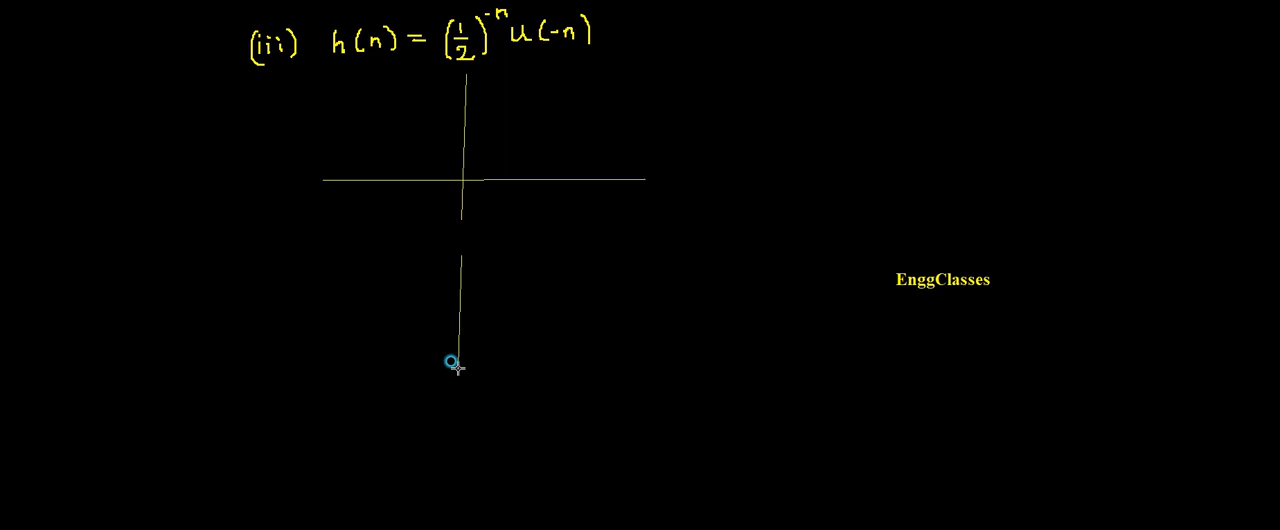 (iii) h(n) = (1/2)^-n u(-n)
EnggClasses